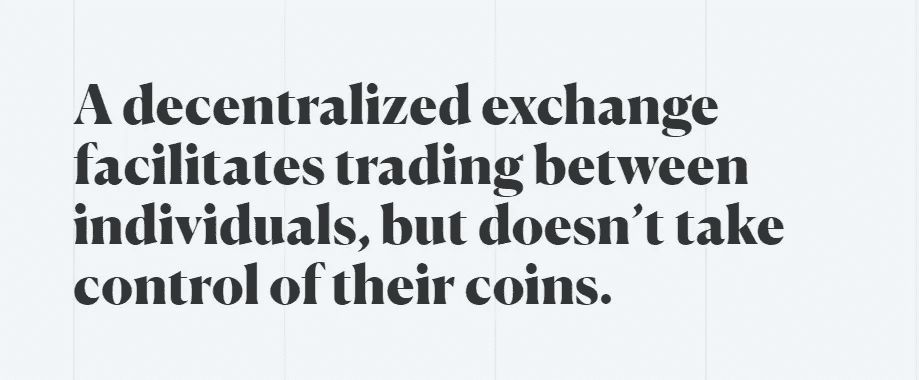 A decentralized exchange
facilitates trading between
individuals, but doesn’t take
control of their coins.